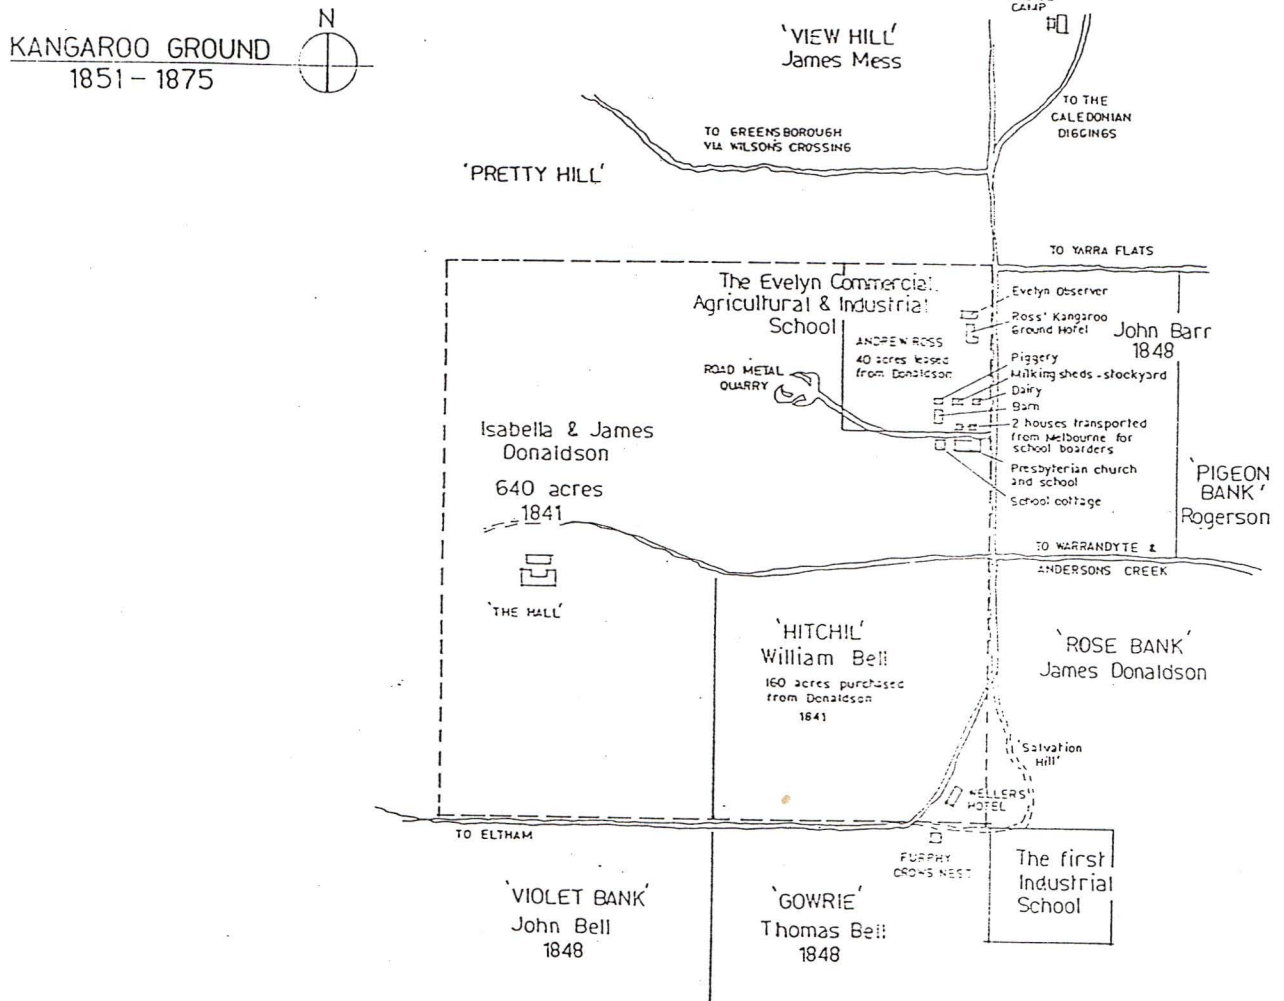 KANGAROO GROUND
1851 - 1875
N
CAMP
'VIEW HILL'
James Mess
TO THE
CALEDONIAN
DIGGINGS
TO GREENSBOROUGH
VIA WILSONS CROSSING
'PRETTY HILL'
TO YARRA FLATS
The Evelyn Commercial
Agricultural & Industrial
School
Evelyn Observer
Ross' Kangaroo
Ground Hotel
John Barr
1848
ANDREW ROSS
40 acres leased
from Donaldson
ROAD METAL
QUARRY
Piggery
Milking sheds - stockyard
Dairy
Barn
2 houses transported
from Melbourne for
school boarders
Presbyterian church
and school
School cottage
Isabella & James
Donaldson
640 acres
1841
'PIGEON
BANK'
Rogerson
TO WARRANDYTE &
ANDERSONS CREEK
'THE HALL'
'HITCHIL'
William Bell
160 acres purchased
from Donaldson
1841
'ROSE BANK'
James Donaldson
'Salvation
Hill'
WELLERS
HOTEL
TO ELTHAM
FURPHY
CROWS NEST
The first
Industrial
School
'VIOLET BANK'
John Bell
1848
'GOWRIE'
Thomas Bell
1848